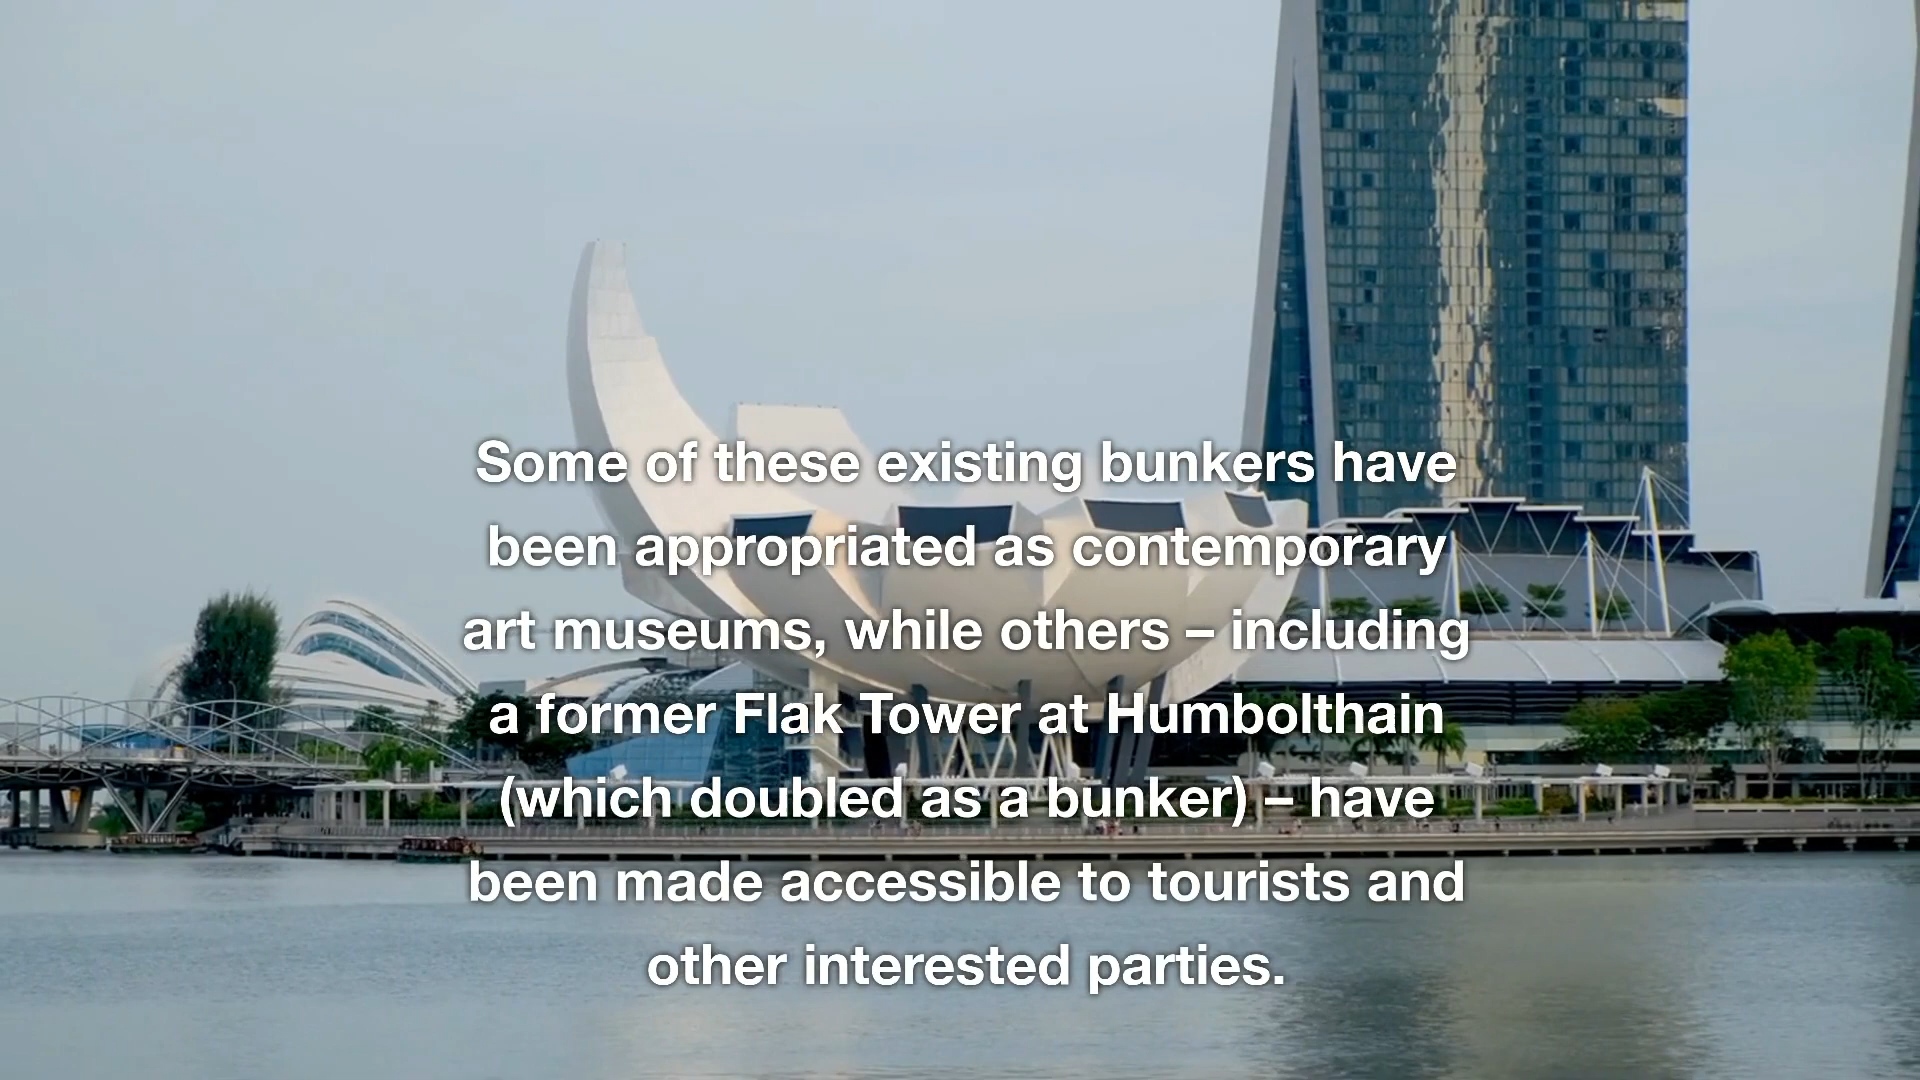 Some of these existing bunkers have
been appropriated as contemporary
art museums, while others – including
a former Flak Tower at Humbolthain
(which doubled as a bunker) – have
been made accessible to tourists and
other interested parties.